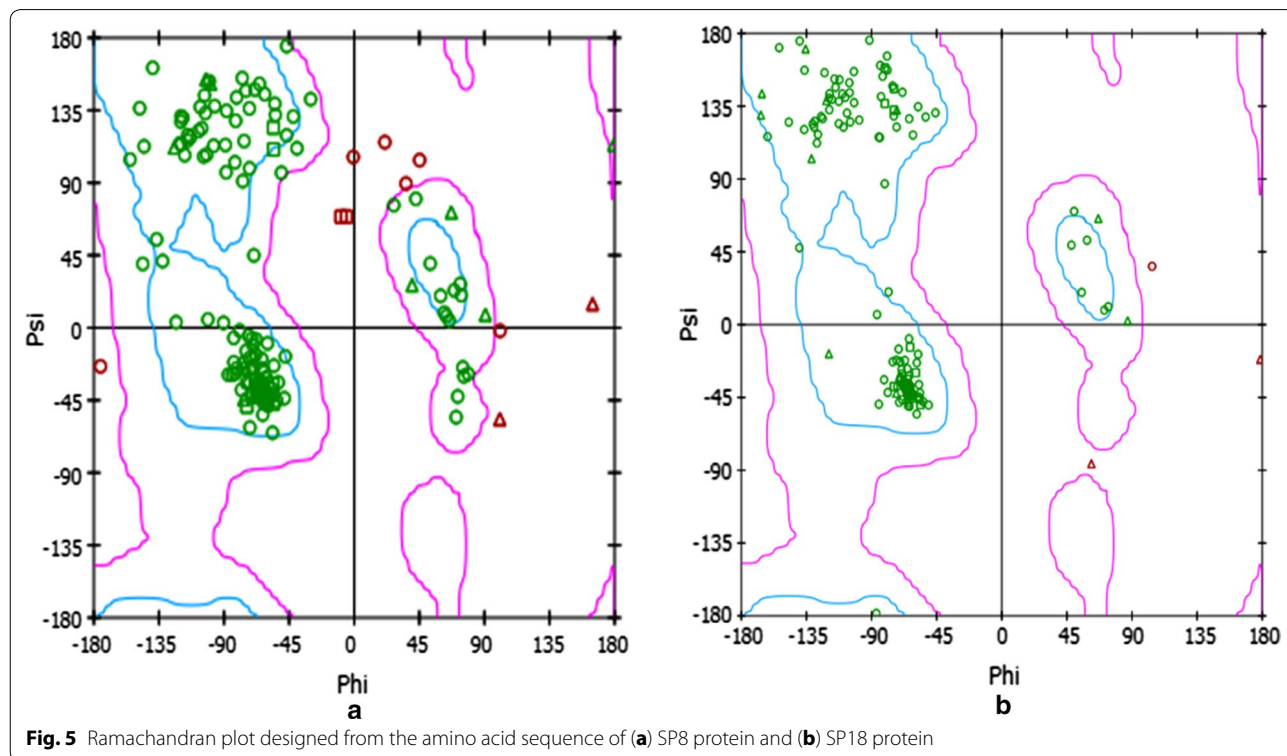 180
135
90
45
0
-45
-90
-135
-180
Psi
-180 -135 -90 -45 0 45 90 135 180
Phi
a
180
135
90
45
0
-45
-90
-135
-180
Psi
-180 -135 -90 -45 0 45 90 135 180
Phi
b
Fig. 5 Ramachandran plot designed from the amino acid sequence of (a) SP8 protein and (b) SP18 protein